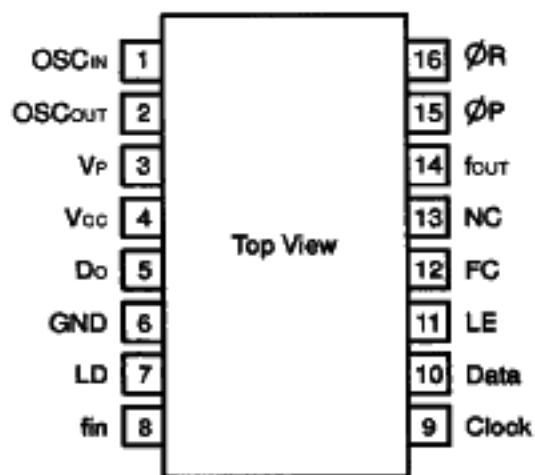 OSCIN 1 16 ØR
OSCOUT 2 15 ØP
VP 3 14 fOUT
VCC 4 13 NC
Top View
DO 5 12 FC
GND 6 11 LE
LD 7 10 Data
fin 8 9 Clock